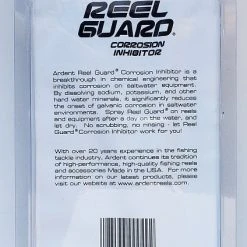 REEL
GUARD®
CORROSION
INHIBITOR
Ardent Reel Guard® Corrosion Inhibitor is a
breakthrough in chemical engineering that
inhibits corrosion on saltwater equipment.
By dissolving sodium, potassium, and other
hard water minerals, it significantly reduces
the onset of galvanic corrosion in saltwater
environments. Spray Reel Guard® on reels
and equipment after a day on the water, and
let dry. No scrubbing, no rinsing - let Reel
Guard® Corrosion Inhibitor work for you!
With over 20 years experience in the fishing
tackle industry, Ardent continues its tradition
of high-performance, high-quality fishing reels
and accessories Made in the USA. For more
information on our latest products, please
visit our website at www.ardentreels.com.